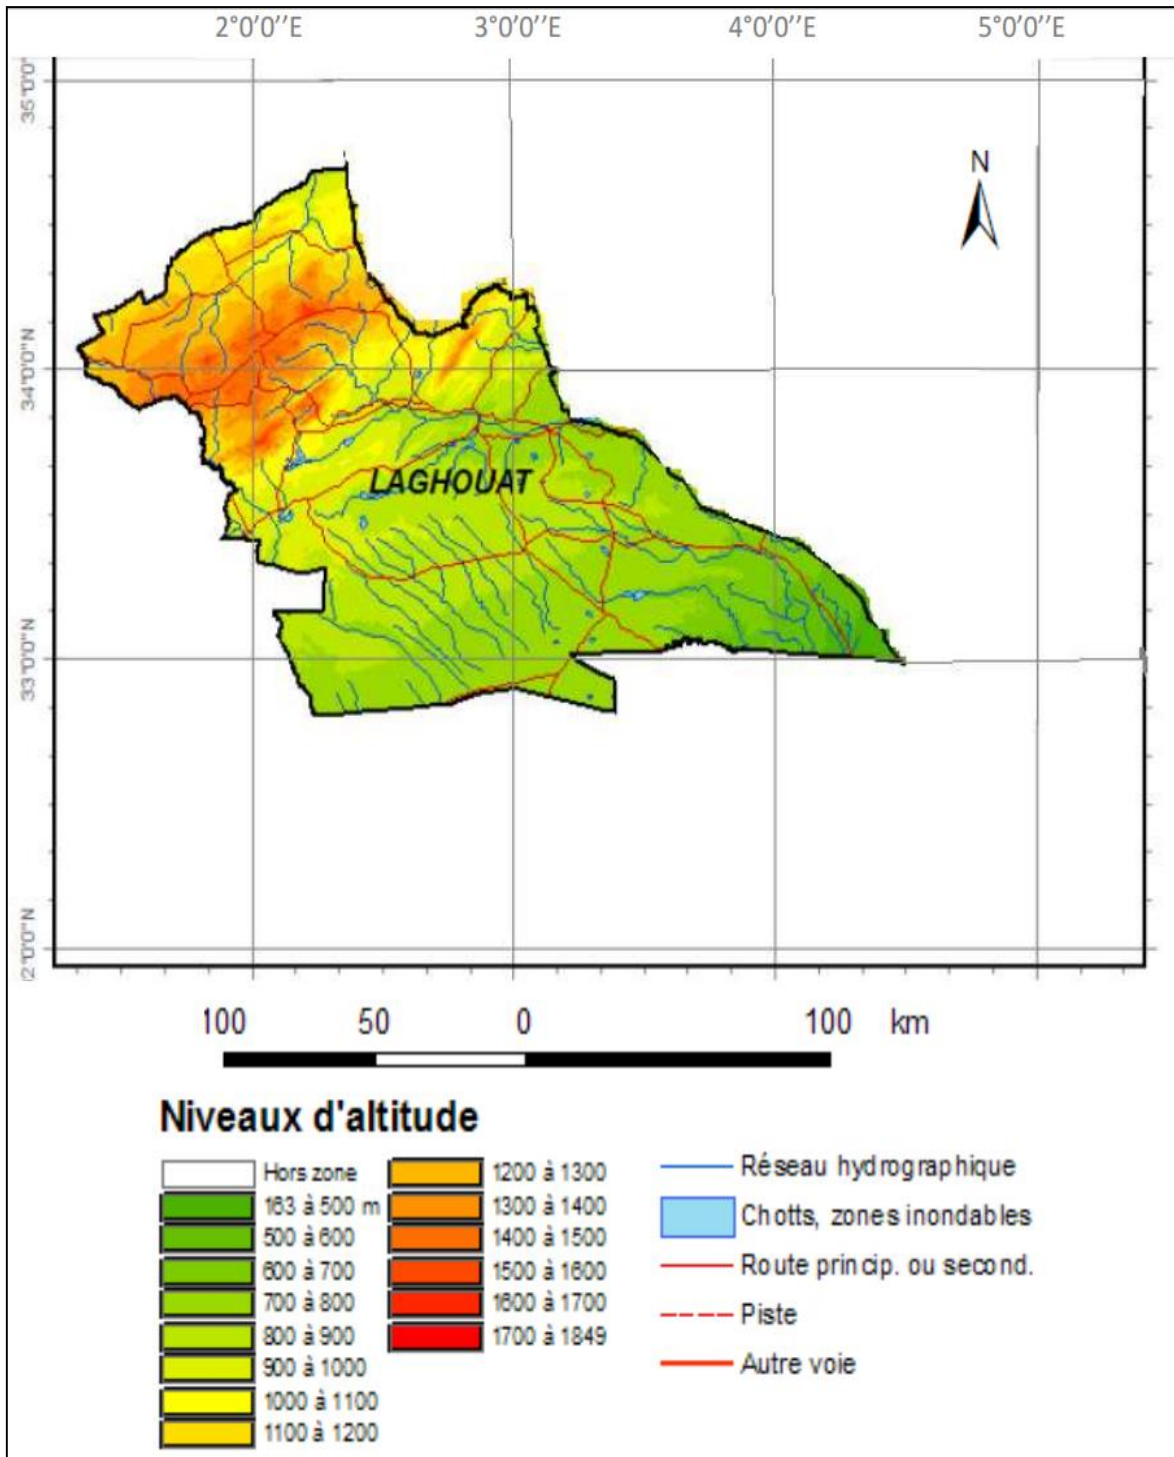 2°0'0''E 3°0'0''E 4°0'0''E 5°0'0''E
35°0'0"
N
34°0'0"N
LAGHOUAT
33°0'0"N
2°0'0"N
100 50 0 100 km
Niveaux d'altitude
Hors zone
163 à 500 m
500 à 600
600 à 700
700 à 800
800 à 900
900 à 1000
1000 à 1100
1100 à 1200
1200 à 1300
1300 à 1400
1400 à 1500
1500 à 1600
1600 à 1700
1700 à 1849
Réseau hydrographique
Chotts, zones inondables
Route princip. ou second.
Piste
Autre voie